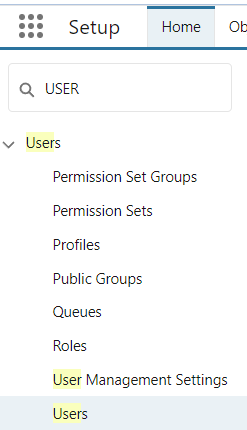 Setup Home Ob
USER
Users
Permission Set Groups
Permission Sets
Profiles
Public Groups
Queues
Roles
User Management Settings
Users